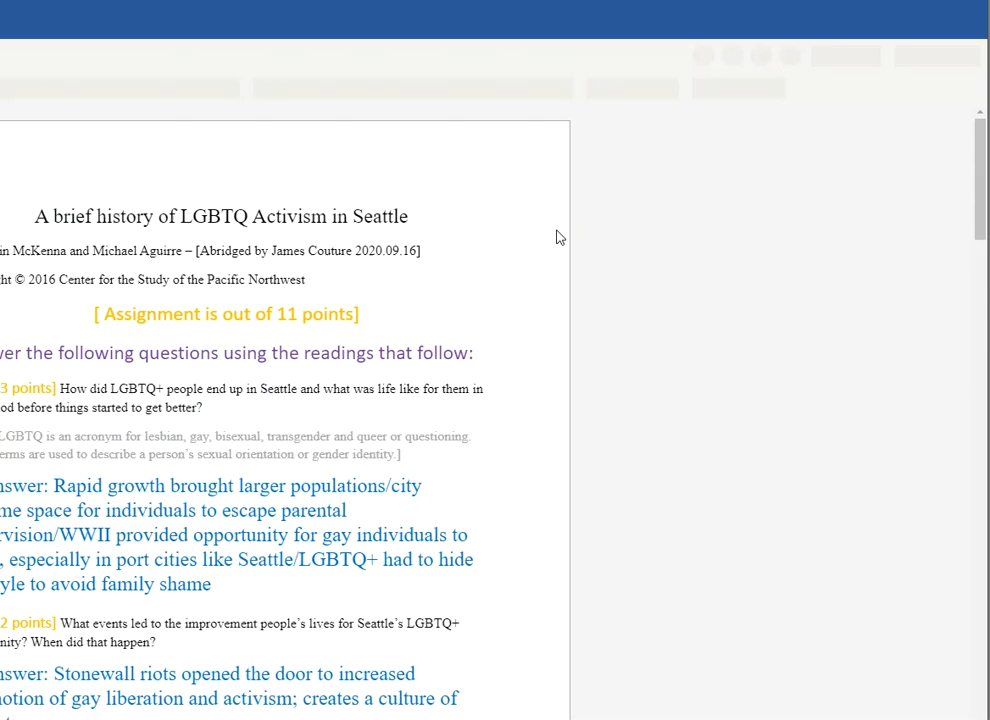 A brief history of LGBTQ Activism in Seattle
in McKenna and Michael Aguirre – [Abridged by James Couture 2020.09.16]
ht © 2016 Center for the Study of the Pacific Northwest
[ Assignment is out of 11 points]
ver the following questions using the readings that follow:
3 points] How did LGBTQ+ people end up in Seattle and what was life like for them in
od before things started to get better?
LGBTQ is an acronym for lesbian, gay, bisexual, transgender and queer or questioning.
erms are used to describe a person’s sexual orientation or gender identity.]
nswer: Rapid growth brought larger populations/city
me space for individuals to escape parental
rvision/WWII provided opportunity for gay individuals to
, especially in port cities like Seattle/LGBTQ+ had to hide
yle to avoid family shame
2 points] What events led to the improvement people’s lives for Seattle’s LGBTQ+
nity? When did that happen?
nswer: Stonewall riots opened the door to increased
notion of gay liberation and activism; creates a culture of